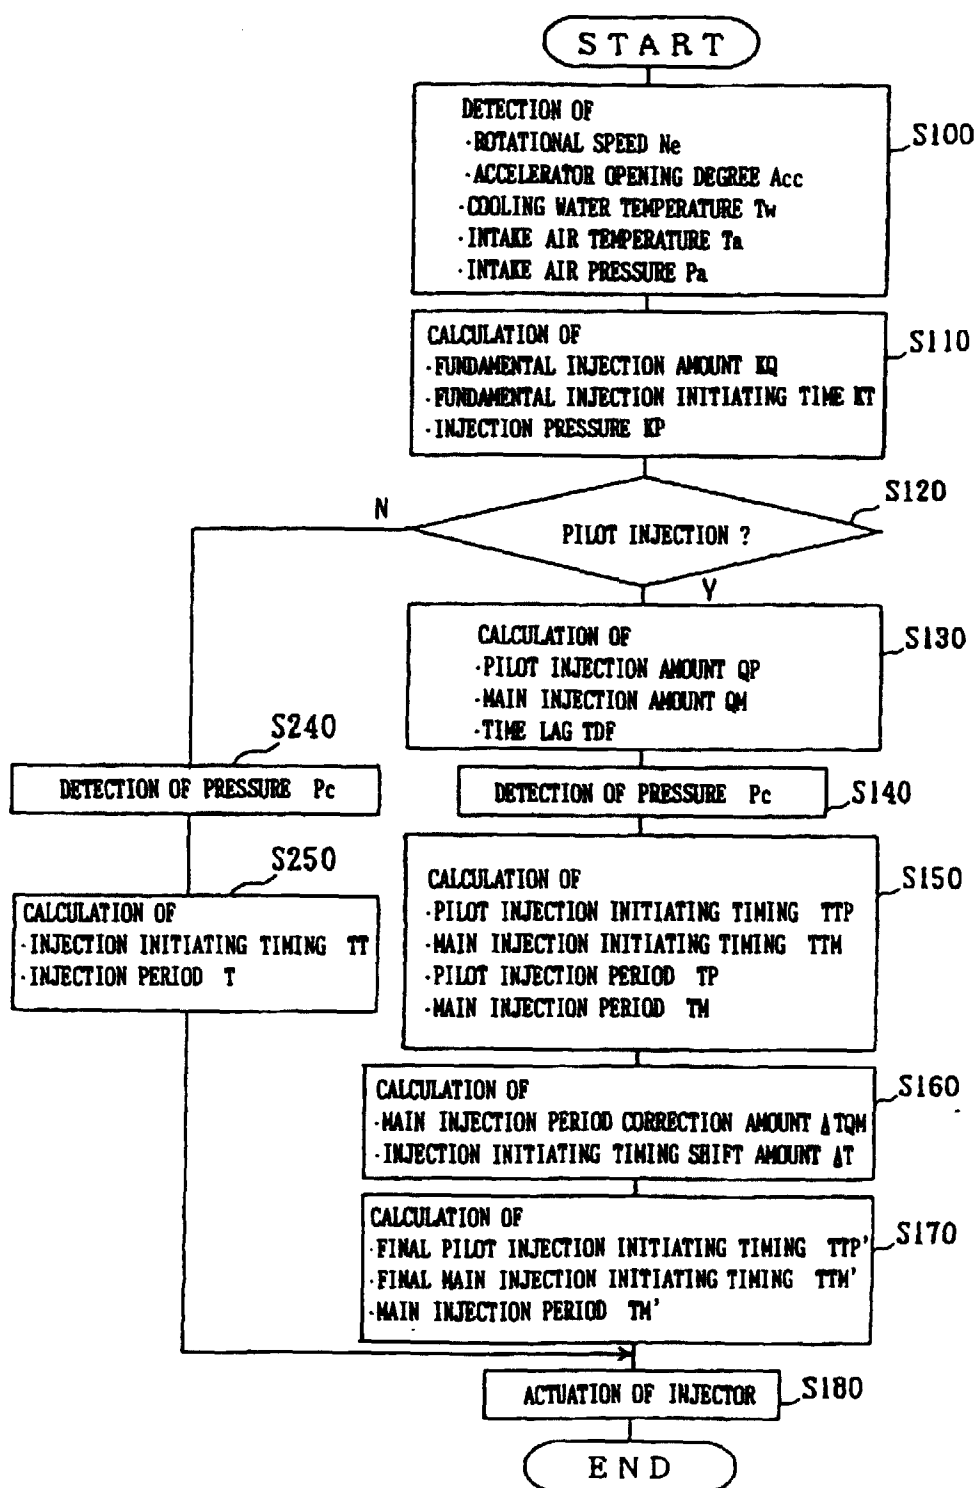 START
DETECTION OF
·ROTATIONAL SPEED Ne
·ACCELERATOR OPENING DEGREE Acc
·COOLING WATER TEMPERATURE Tw
·INTAKE AIR TEMPERATURE Ta
·INTAKE AIR PRESSURE Pa
S100
CALCULATION OF
·FUNDAMENTAL INJECTION AMOUNT KQ
·FUNDAMENTAL INJECTION INITIATING TIME KT
·INJECTION PRESSURE KP
S110
PILOT INJECTION ?
S120
N
Y
CALCULATION OF
·PILOT INJECTION AMOUNT QP
·MAIN INJECTION AMOUNT QM
·TIME LAG TDF
S130
S240
DETECTION OF PRESSURE Pc
DETECTION OF PRESSURE Pc
S140
S250
CALCULATION OF
·INJECTION INITIATING TIMING TT
·INJECTION PERIOD T
CALCULATION OF
·PILOT INJECTION INITIATING TIMING TTP
·MAIN INJECTION INITIATING TIMING TTM
·PILOT INJECTION PERIOD TP
·MAIN INJECTION PERIOD TM
S150
CALCULATION OF
·MAIN INJECTION PERIOD CORRECTION AMOUNT ΔTQM
·INJECTION INITIATING TIMING SHIFT AMOUNT ΔT
S160
CALCULATION OF
·FINAL PILOT INJECTION INITIATING TIMING TTP'
·FINAL MAIN INJECTION INITIATING TIMING TTM'
·MAIN INJECTION PERIOD TM'
S170
ACTUATION OF INJECTOR
S180
END